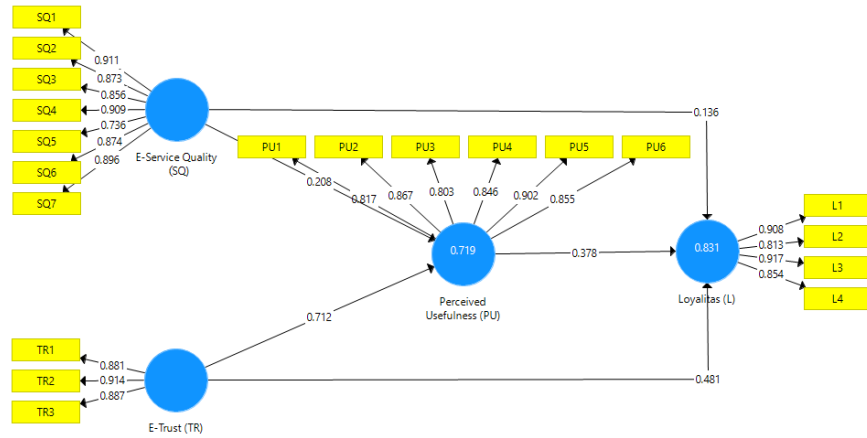 SQ1
SQ2
SQ3
SQ4
SQ5
SQ6
SQ7
0.911
0.873
0.856
0.909
0.736
0.874
0.896
E-Service Quality
(SQ)
0.136
PU1
PU2
PU3
PU4
PU5
PU6
0.208
0.817
0.867
0.803
0.846
0.902
0.855
0.719
Perceived
Usefulness (PU)
0.378
0.831
Loyalitas (L)
0.908
0.813
0.917
0.854
L1
L2
L3
L4
0.712
TR1
TR2
TR3
0.881
0.914
0.887
E-Trust (TR)
0.481